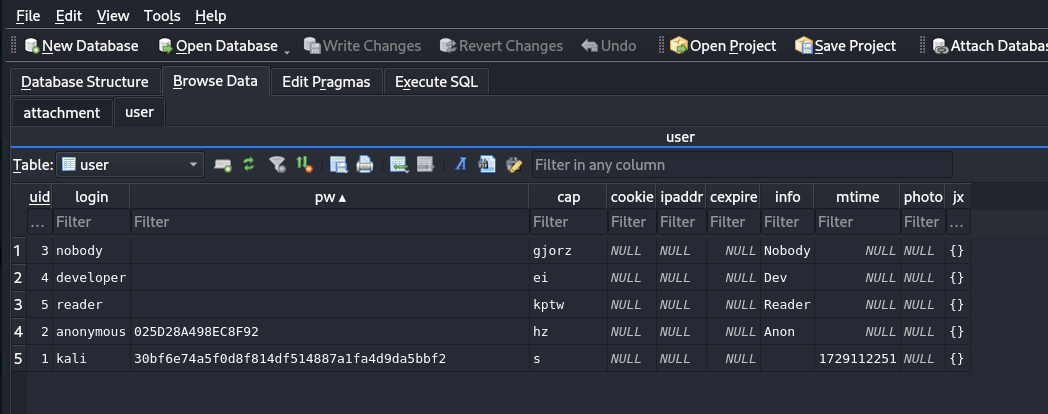 File Edit View Tools Help
New Database Open Database Write Changes Revert Changes Undo Open Project Save Project Attach Databas
Database Structure Browse Data Edit Pragmas Execute SQL
attachment user
user
Table: user Filter in any column
uid login pw cap cookie ipaddr cexpire info mtime photo jx
... Filter Filter Filter Filter Filter Filter Filter Filter Filter ...
1 3 nobody gjorz NULL NULL NULL Nobody NULL NULL {}
2 4 developer ei NULL NULL NULL Dev NULL NULL {}
3 5 reader kptw NULL NULL NULL Reader NULL NULL {}
4 2 anonymous 025D28A498EC8F92 hz NULL NULL NULL Anon NULL NULL {}
5 1 kali 30bf6e74a5f0d8f814df514887a1fa4d9da5bbf2 s NULL NULL NULL 1729112251 NULL {}